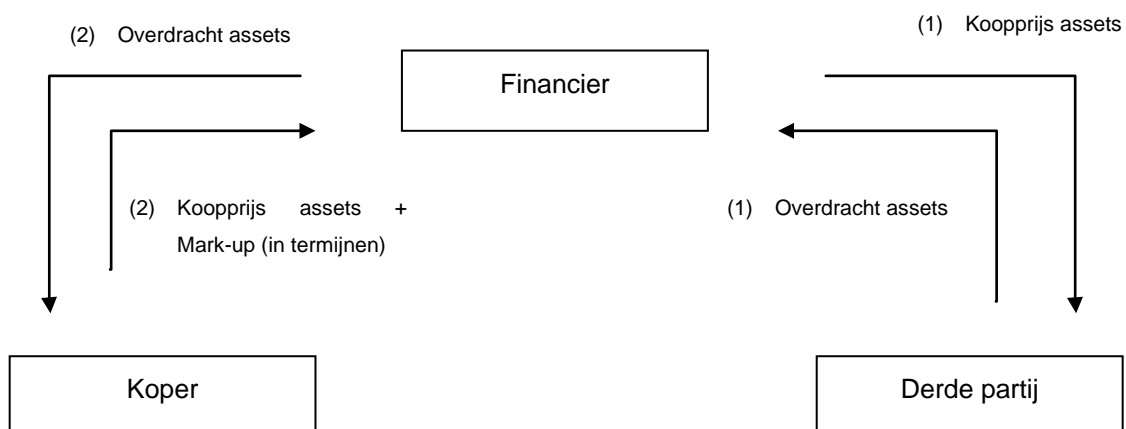 (2) Overdracht assets
(1) Koopprijs assets
Financier
(2) Koopprijs assets +
Mark-up (in termijnen)
(1) Overdracht assets
Koper
Derde partij